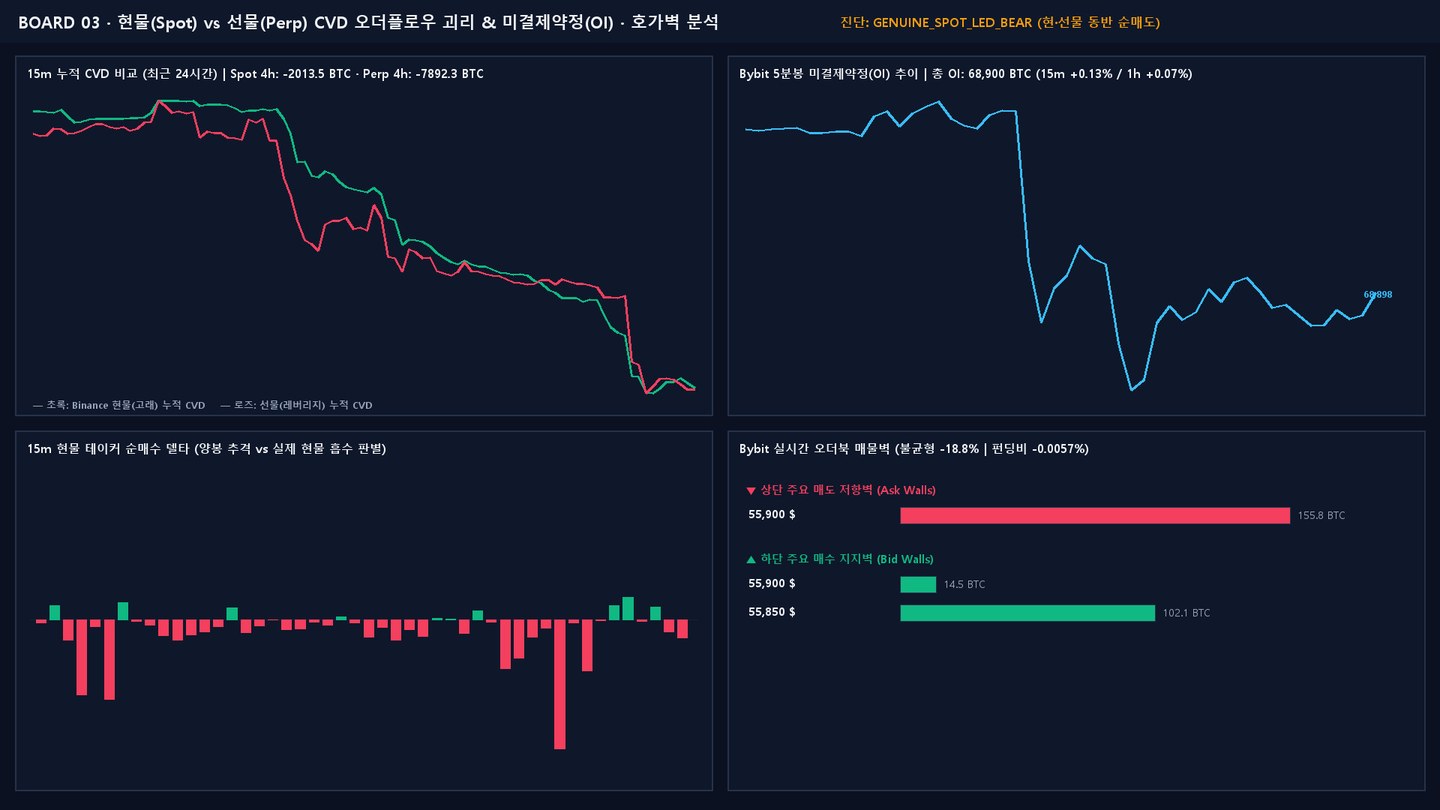 BOARD 03 · 현물(Spot) vs 선물(Perp) CVD 오더플로우 괴리 & 미결제약정(OI) · 호가벽 분석
진단: GENUINE_SPOT_LED_BEAR (현·선물 동반 순매도)
15m 누적 CVD 비교 (최근 24시간) | Spot 4h: -2013.5 BTC · Perp 4h: -7892.3 BTC
— 초록: Binance 현물(고래) 누적 CVD — 로즈: 선물(레버리지) 누적 CVD
Bybit 5분봉 미결제약정(OI) 추이 | 총 OI: 68,900 BTC (15m +0.13% / 1h +0.07%)
68,898
15m 현물 테이커 순매수 델타 (양봉 추격 vs 실제 현물 흡수 판별)
Bybit 실시간 오더북 매물벽 (불균형 -18.8% | 펀딩비 -0.0057%)
▼ 상단 주요 매도 저항벽 (Ask Walls)
55,900 $ 155.8 BTC
▲ 하단 주요 매수 지지벽 (Bid Walls)
55,900 $ 14.5 BTC
55,850 $ 102.1 BTC